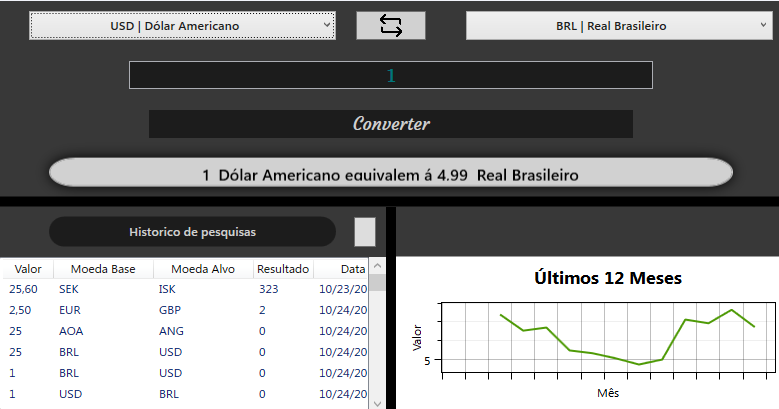 USD | Dólar Americano
BRL | Real Brasileiro
1
Converter
1 Dólar Americano equivalem á 4.99 Real Brasileiro
Historico de pesquisas
Valor Moeda Base Moeda Alvo Resultado Data
25,60 SEK ISK 323 10/23/20
2,50 EUR GBP 2 10/24/20
25 AOA ANG 0 10/24/20
25 BRL USD 0 10/24/20
1 BRL USD 0 10/24/20
1 USD BRL 0 10/24/20
Últimos 12 Meses
Valor
5
Mês